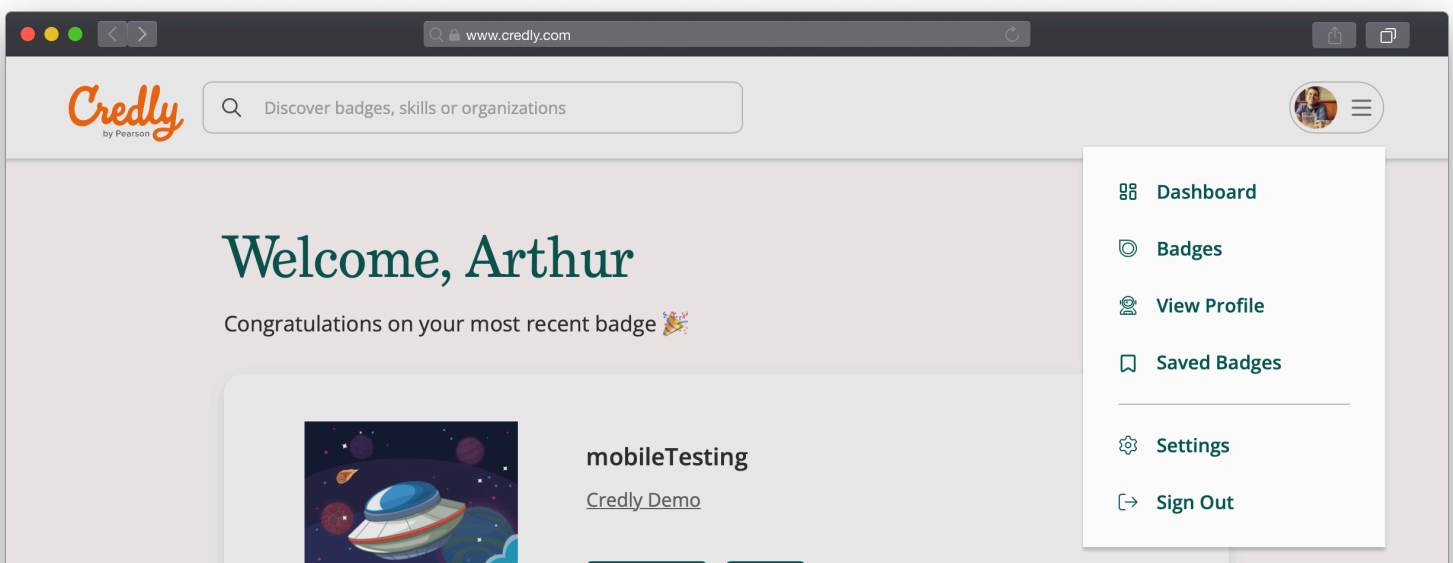 www.credly.com
Credly
by Pearson
Discover badges, skills or organizations
Dashboard
Badges
View Profile
Saved Badges
Settings
Sign Out
Welcome, Arthur
Congratulations on your most recent badge 🎉
mobileTesting
Credly Demo